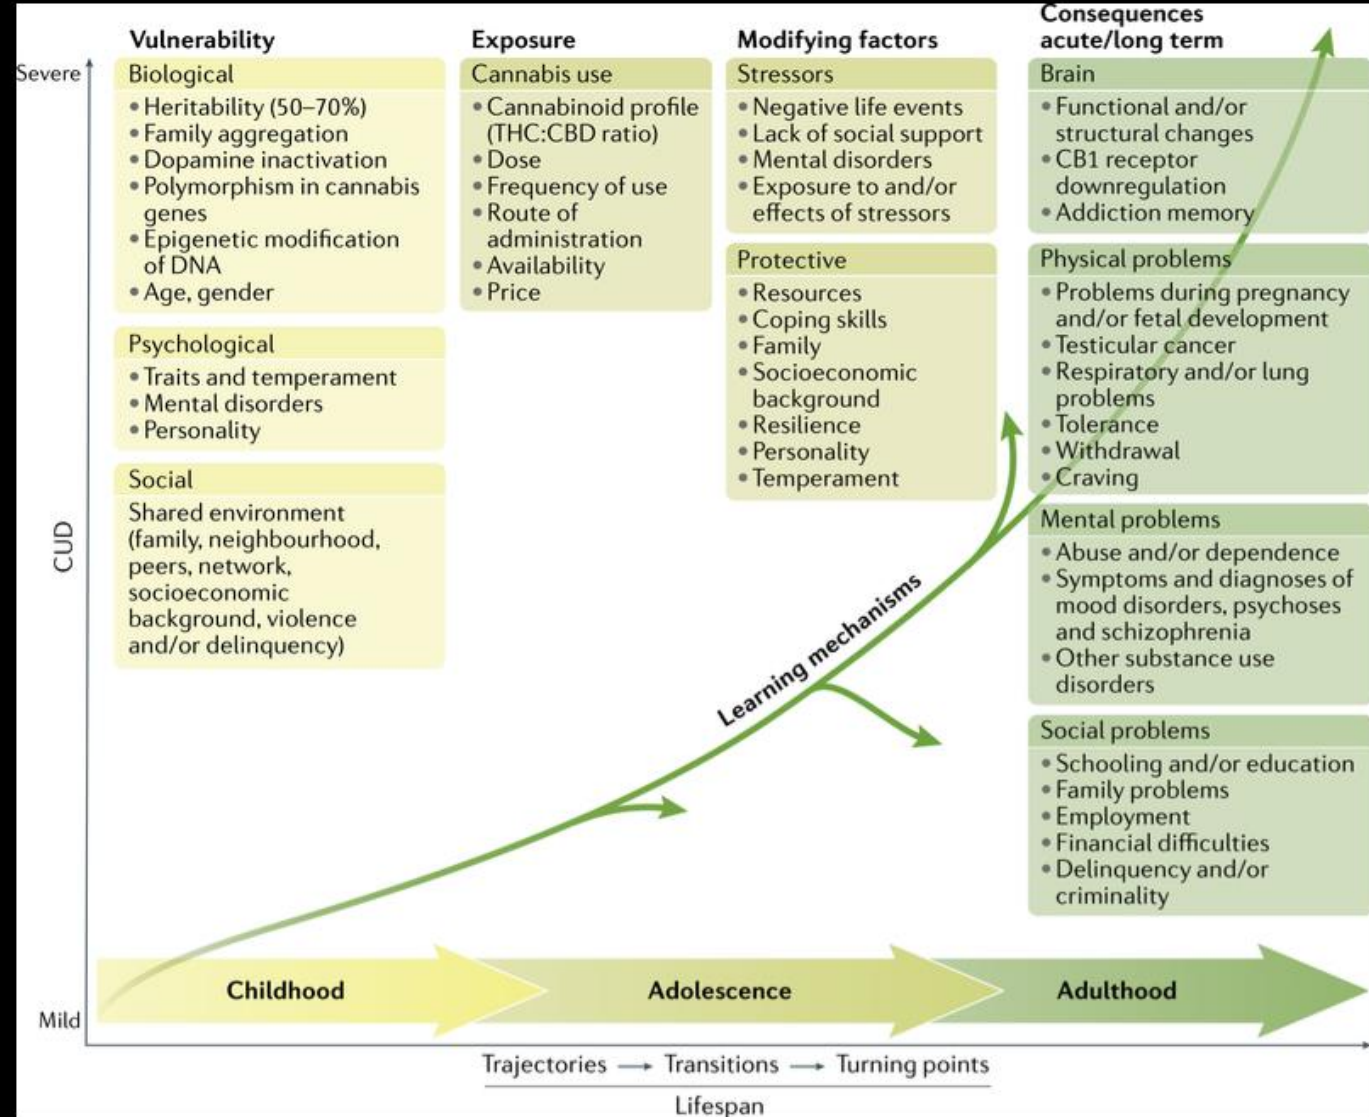 Vulnerability
Severe
Biological
• Heritability (50–70%)
• Family aggregation
• Dopamine inactivation
• Polymorphism in cannabis
genes
• Epigenetic modification
of DNA
• Age, gender
Psychological
• Traits and temperament
• Mental disorders
• Personality
Social
Shared environment
(family, neighbourhood,
peers, network,
socioeconomic
background, violence
and/or delinquency)
Exposure
Cannabis use
• Cannabinoid profile
(THC:CBD ratio)
• Dose
• Frequency of use
• Route of
administration
• Availability
• Price
Modifying factors
Stressors
• Negative life events
• Lack of social support
• Mental disorders
• Exposure to and/or
effects of stressors
Protective
• Resources
• Coping skills
• Family
• Socioeconomic
background
• Resilience
• Personality
• Temperament
Consequences
acute/long term
Brain
• Functional and/or
structural changes
• CB1 receptor
downregulation
• Addiction memory
Physical problems
• Problems during pregnancy
and/or fetal development
• Testicular cancer
• Respiratory and/or lung
problems
• Tolerance
• Withdrawal
• Craving
Mental problems
• Abuse and/or dependence
• Symptoms and diagnoses of
mood disorders, psychoses
and schizophrenia
• Other substance use
disorders
Social problems
• Schooling and/or education
• Family problems
• Employment
• Financial difficulties
• Delinquency and/or
criminality
CUD
Learning mechanisms
Childhood
Adolescence
Adulthood
Mild
Trajectories → Transitions → Turning points
Lifespan